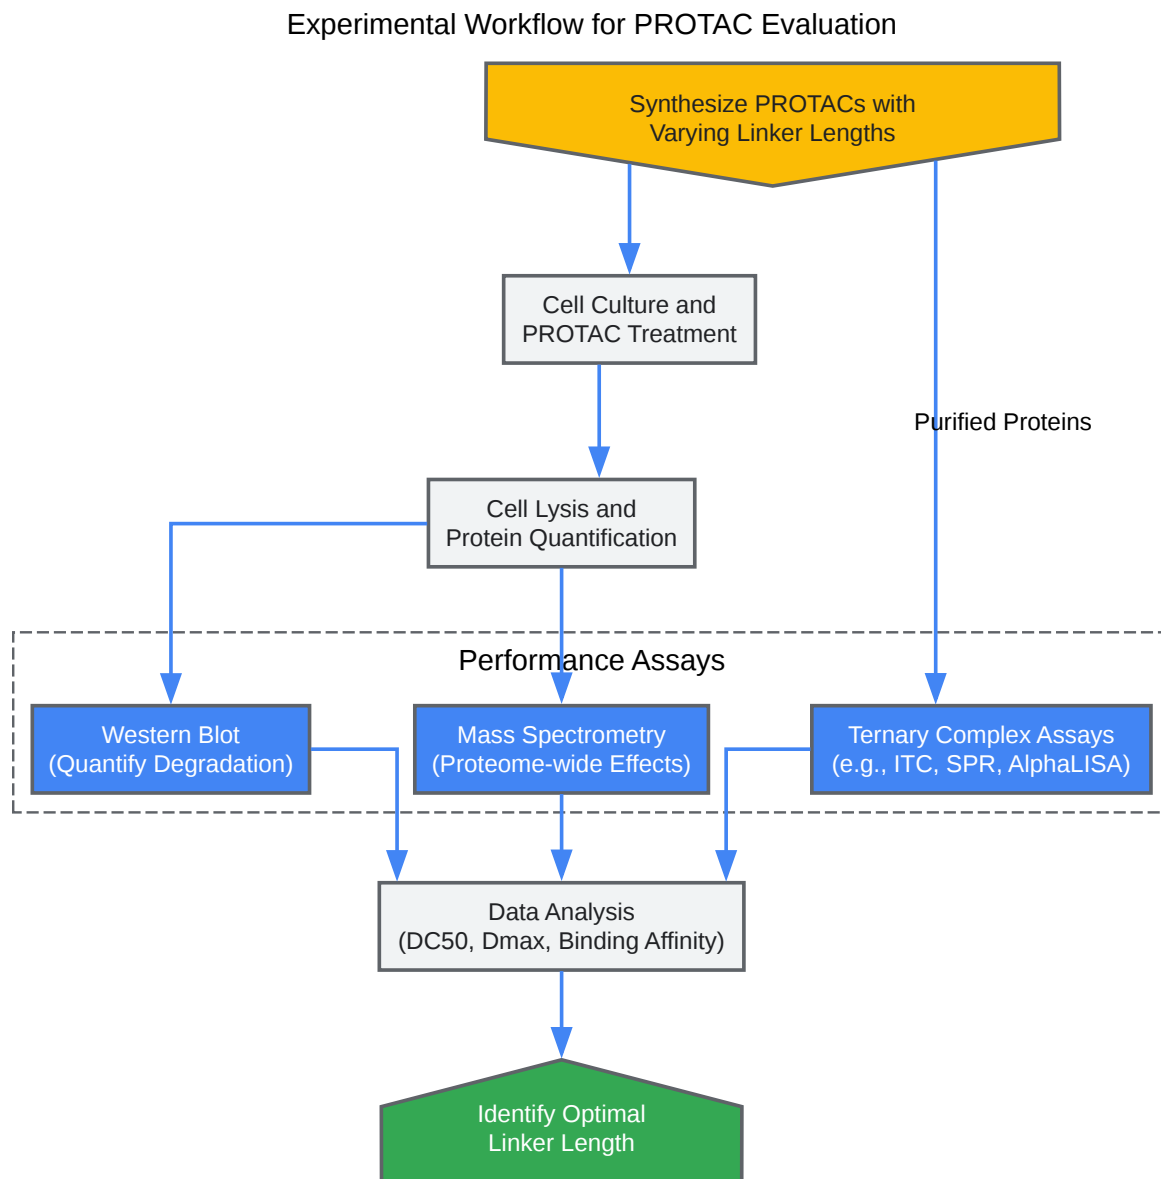 Experimental Workflow for PROTAC Evaluation
Synthesize PROTACs with
Varying Linker Lengths
Cell Culture and
PROTAC Treatment
Purified Proteins
Cell Lysis and
Protein Quantification
Performance Assays
Western Blot
(Quantify Degradation)
Mass Spectrometry
(Proteome-wide Effects)
Ternary Complex Assays
(e.g., ITC, SPR, AlphaLISA)
Data Analysis
(DC50, Dmax, Binding Affinity)
Identify Optimal
Linker Length